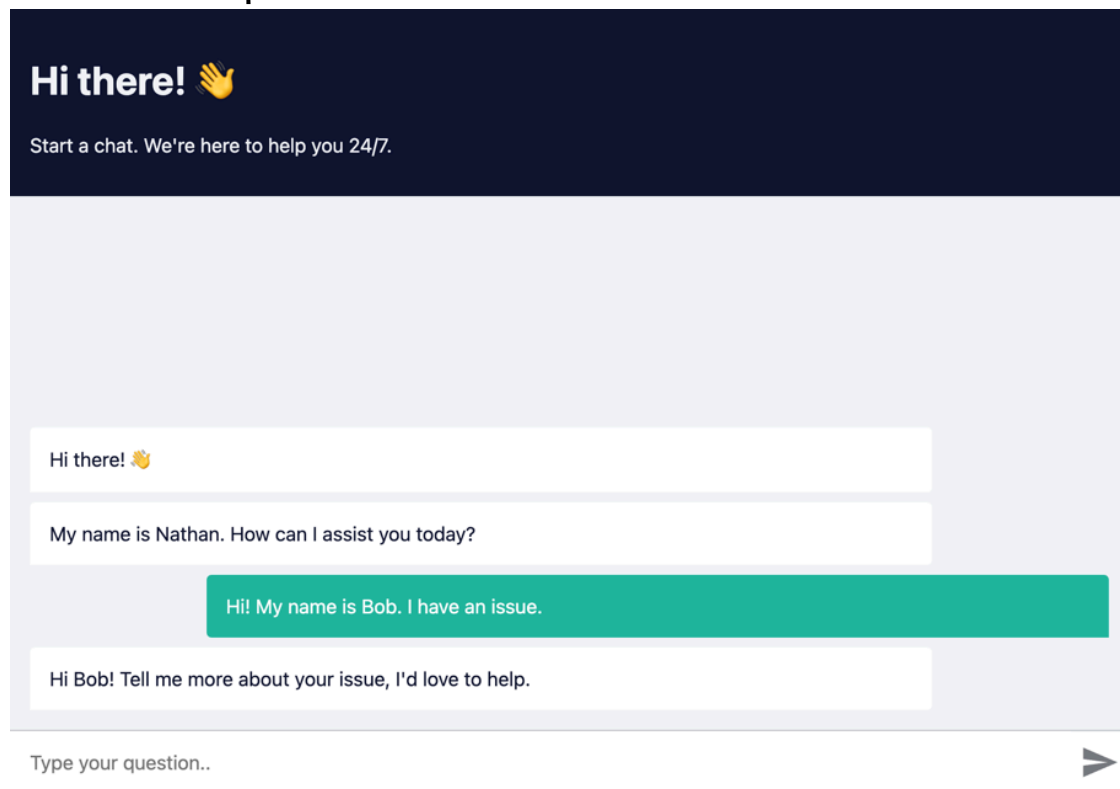 Hi there! 👋
Start a chat. We're here to help you 24/7.
Hi there! 👋
My name is Nathan. How can I assist you today?
Hi! My name is Bob. I have an issue.
Hi Bob! Tell me more about your issue, I'd love to help.
Type your question..